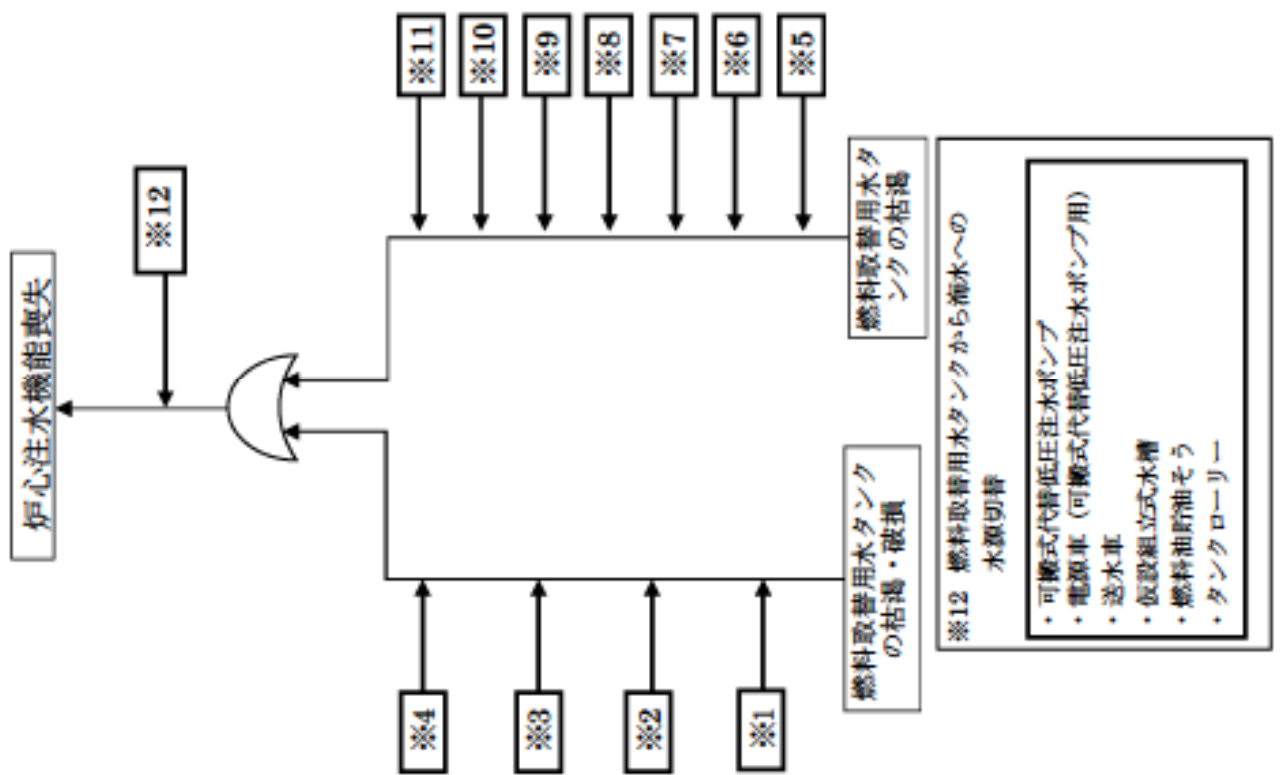 炉心注水機能喪失
※12
※4
※3
※2
※1
※11
※10
※9
※8
※7
※6
※5
燃料取替用水タンク
の枯渇・破損
燃料取替用水タ
ンクの枯渇
※12 燃料取替用水タンクから海水への
水源切替
・可搬式代替低圧注水ポンプ
・電源車（可搬式代替低圧注水ポンプ用）
・送水車
・仮設組立式水槽
・燃料油貯油そう
・タンクローリー